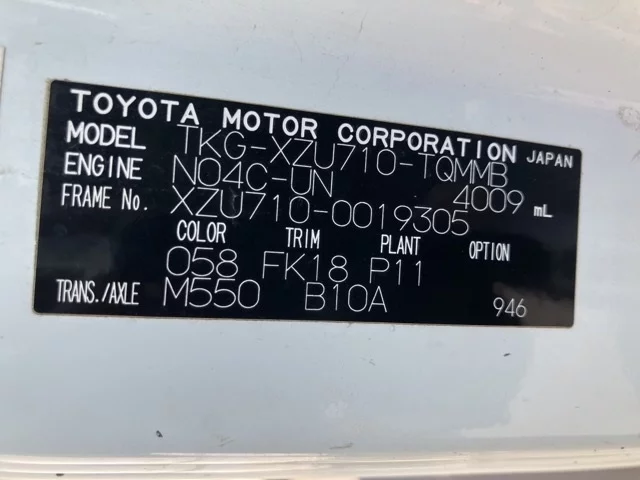 TOYOTA MOTOR CORPORATION JAPAN
MODEL TKG-XZU710-TQMMB
ENGINE N04C-UN 4009 mL
FRAME No. XZU710-0019305
COLOR TRIM PLANT OPTION
058 FK18 P11
TRANS./AXLE M550 B10A 946